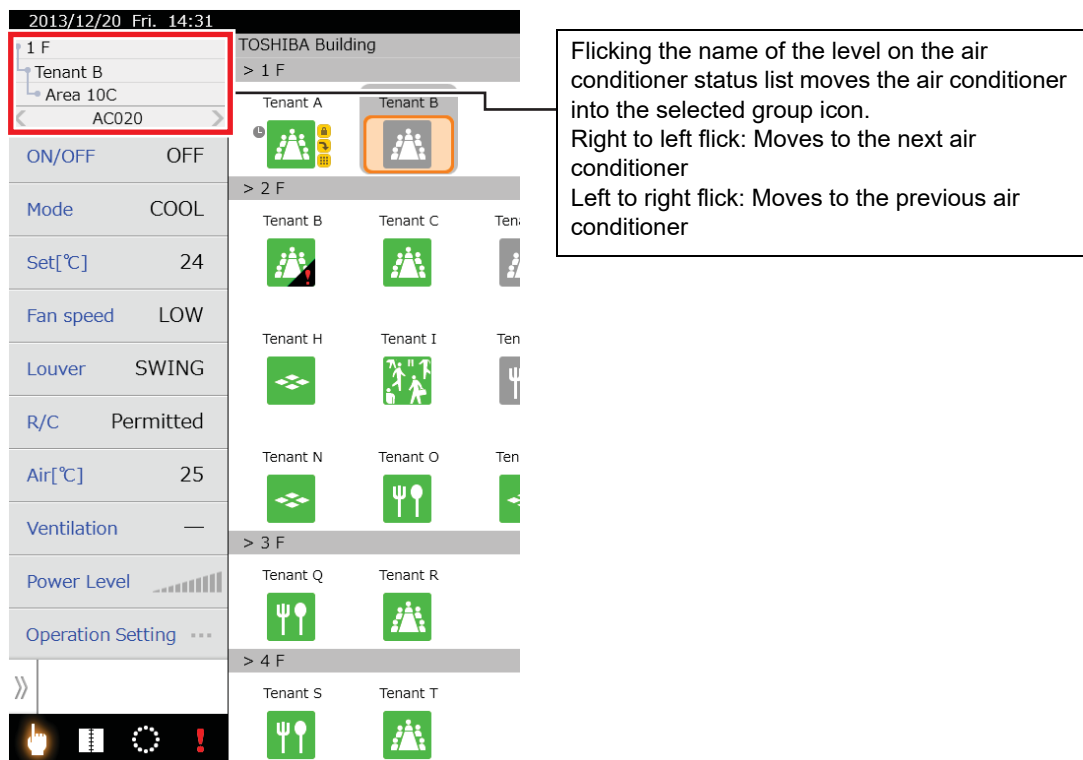 2013/12/20 Fri. 14:31
1 F
Tenant B
Area 10C
AC020
ON/OFF OFF
Mode COOL
Set[℃] 24
Fan speed LOW
Louver SWING
R/C Permitted
Air[℃] 25
Ventilation —
Power Level
Operation Setting ...
TOSHIBA Building
> 1 F
Tenant A Tenant B
> 2 F
Tenant B Tenant C Ten
Tenant H Tenant I Ten
Tenant N Tenant O Ten
> 3 F
Tenant Q Tenant R
> 4 F
Tenant S Tenant T
Flicking the name of the level on the air
conditioner status list moves the air conditioner
into the selected group icon.
Right to left flick: Moves to the next air
conditioner
Left to right flick: Moves to the previous air
conditioner